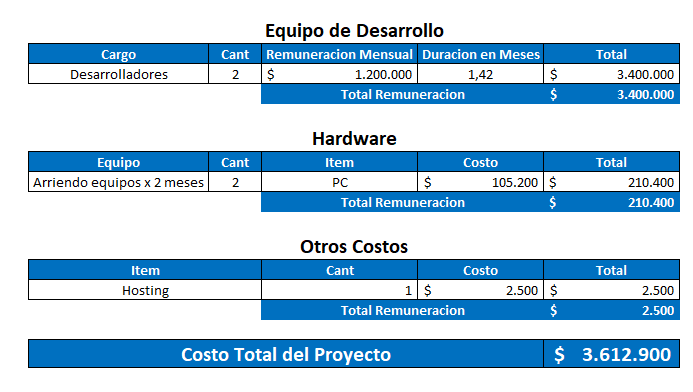 Equipo de Desarrollo
Cargo Cant Remuneracion Mensual Duracion en Meses Total
Desarrolladores 2 $ 1.200.000 1,42 $ 3.400.000
Total Remuneracion $ 3.400.000
Hardware
Equipo Cant Item Costo Total
Arriendo equipos x 2 meses 2 PC $ 105.200 $ 210.400
Total Remuneracion $ 210.400
Otros Costos
Item Cant Costo Total
Hosting 1 $ 2.500 $ 2.500
Total Remuneracion $ 2.500
Costo Total del Proyecto $ 3.612.900